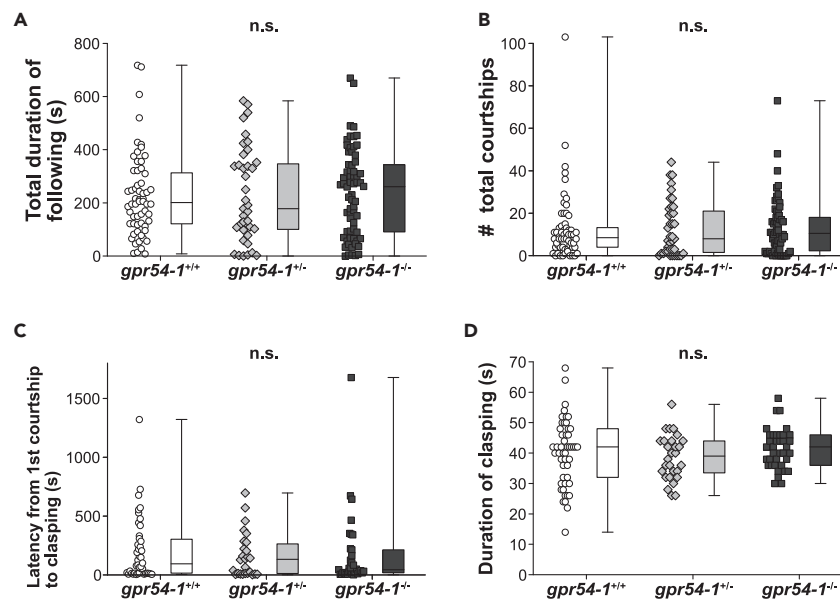 A
n.s.
Total duration of
following (s)
800
600
400
200
0
gpr54-1+/+
gpr54-1+/-
gpr54-1-/-
B
n.s.
# total courtships
100
80
60
40
20
0
gpr54-1+/+
gpr54-1+/-
gpr54-1-/-
C
n.s.
Latency from 1st courtship
to clasping (s)
1500
1000
500
0
gpr54-1+/+
gpr54-1+/-
gpr54-1-/-
D
n.s.
Duration of clasping (s)
70
60
50
40
30
20
10
0
gpr54-1+/+
gpr54-1+/-
gpr54-1-/-